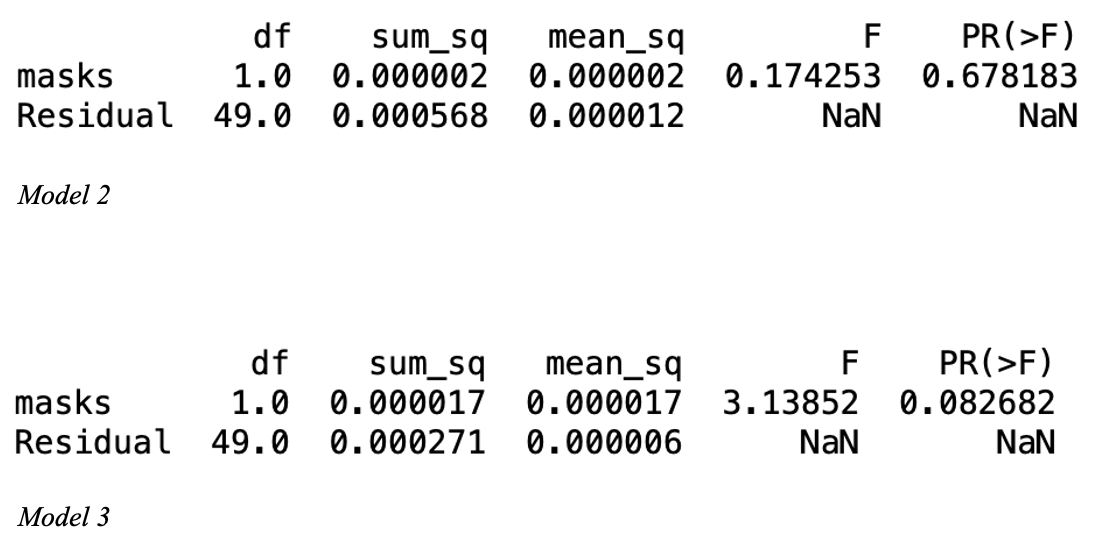 df sum_sq mean_sq F PR(>F)
masks 1.0 0.000002 0.000002 0.174253 0.678183
Residual 49.0 0.000568 0.000012 NaN NaN
Model 2
df sum_sq mean_sq F PR(>F)
masks 1.0 0.000017 0.000017 3.13852 0.082682
Residual 49.0 0.000271 0.000006 NaN NaN
Model 3